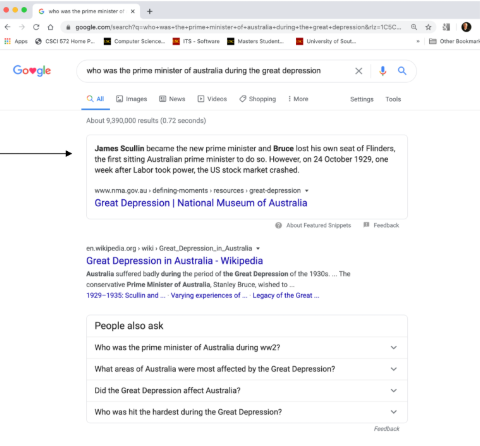 who was the prime minister of
google.com/search?q=who+was+the+prime+minister+of+australia+during+the+great+depression&rlz=1C5C...
Apps CSCI 572 Home P... Computer Science... ITS - Software Masters Student... University of Sout... » Other Bookmar
Google who was the prime minister of australia during the great depression
All Images News Videos Shopping More Settings Tools
About 9,390,000 results (0.72 seconds)
James Scullin became the new prime minister and Bruce lost his own seat of Flinders,
the first sitting Australian prime minister to do so. However, on 24 October 1929, one
week after Labor took power, the US stock market crashed.
www.nma.gov.au › defining-moments › resources › great-depression
Great Depression | National Museum of Australia
About Featured Snippets Feedback
en.wikipedia.org › wiki › Great_Depression_in_Australia
Great Depression in Australia - Wikipedia
Australia suffered badly during the period of the Great Depression of the 1930s. ... The
conservative Prime Minister of Australia, Stanley Bruce, wished to ...
1929–1935: Scullin and ... · Varying experiences of ... · Legacy of the Great ...
People also ask
Who was the prime minister of Australia during ww2?
What areas of Australia were most affected by the Great Depression?
Did the Great Depression affect Australia?
Who was hit the hardest during the Great Depression?
Feedback